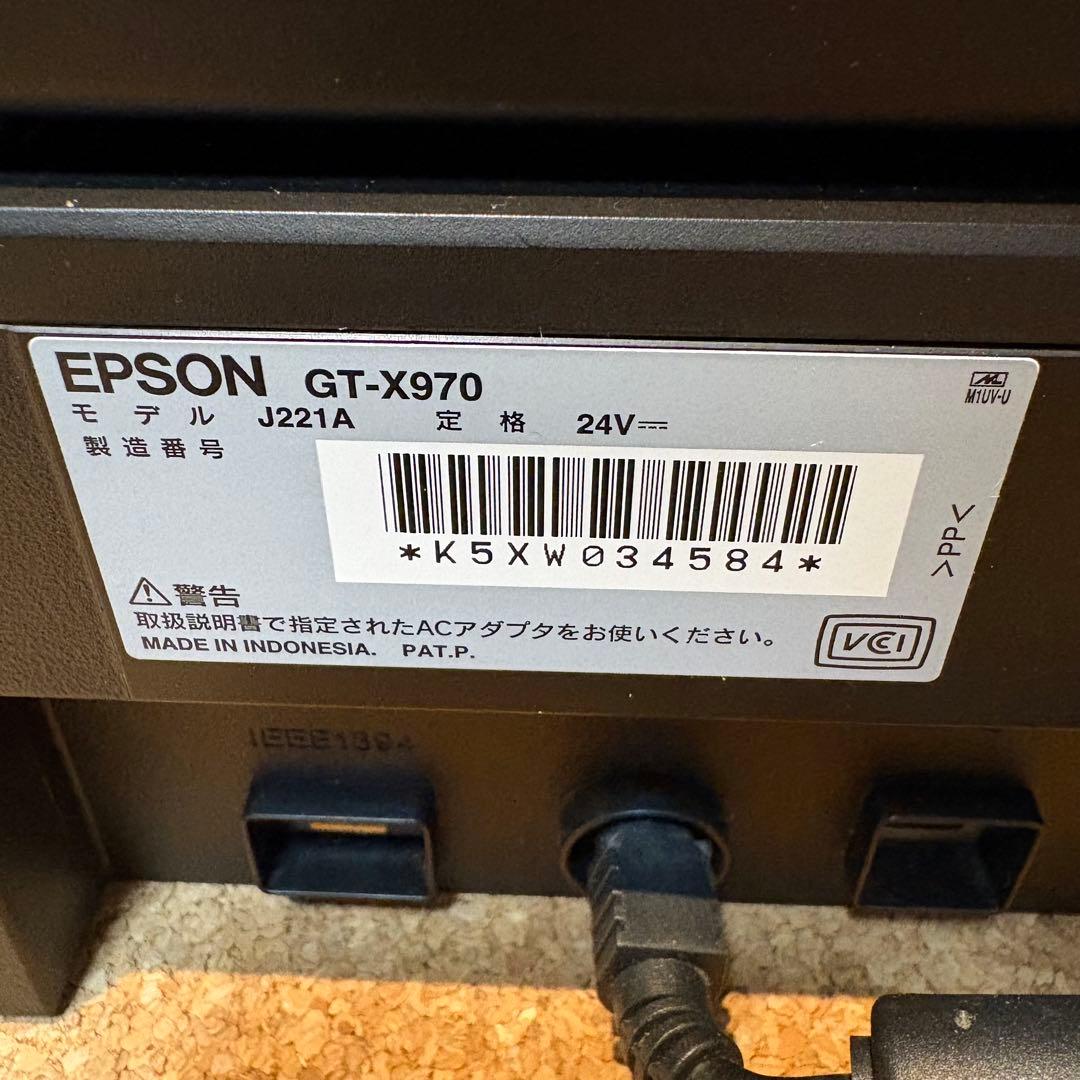 EPSON GT-X970
モデル J221A 定格 24V⎓
M1UV-U
製造番号
*K5XW034584*
>PP<
警告
取扱説明書で指定されたACアダプタをお使いください。
MADE IN INDONESIA. PAT.P.
VCCI
IEEE1394